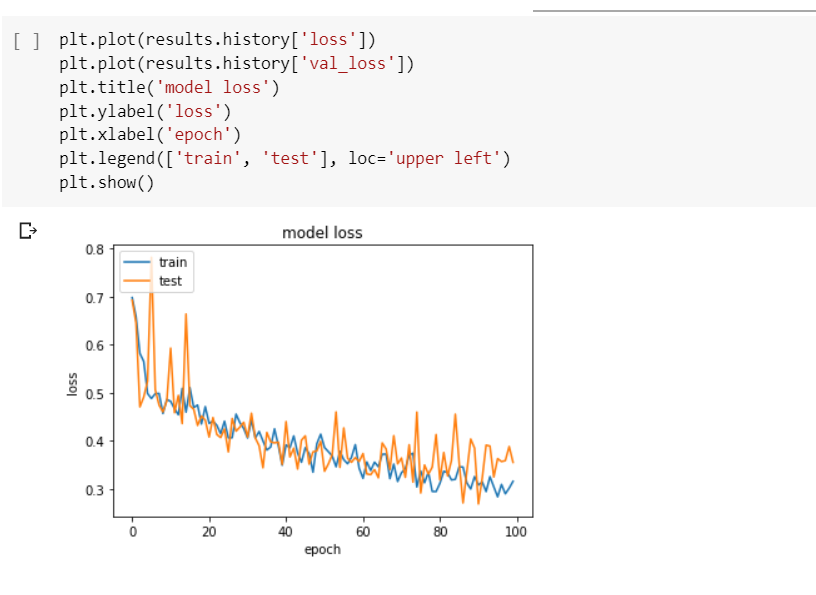 [ ] plt.plot(results.history['loss'])
plt.plot(results.history['val_loss'])
plt.title('model loss')
plt.ylabel('loss')
plt.xlabel('epoch')
plt.legend(['train', 'test'], loc='upper left')
plt.show()
model loss
train
test
0.8
0.7
0.6
0.5
0.4
0.3
loss
0 20 40 60 80 100
epoch